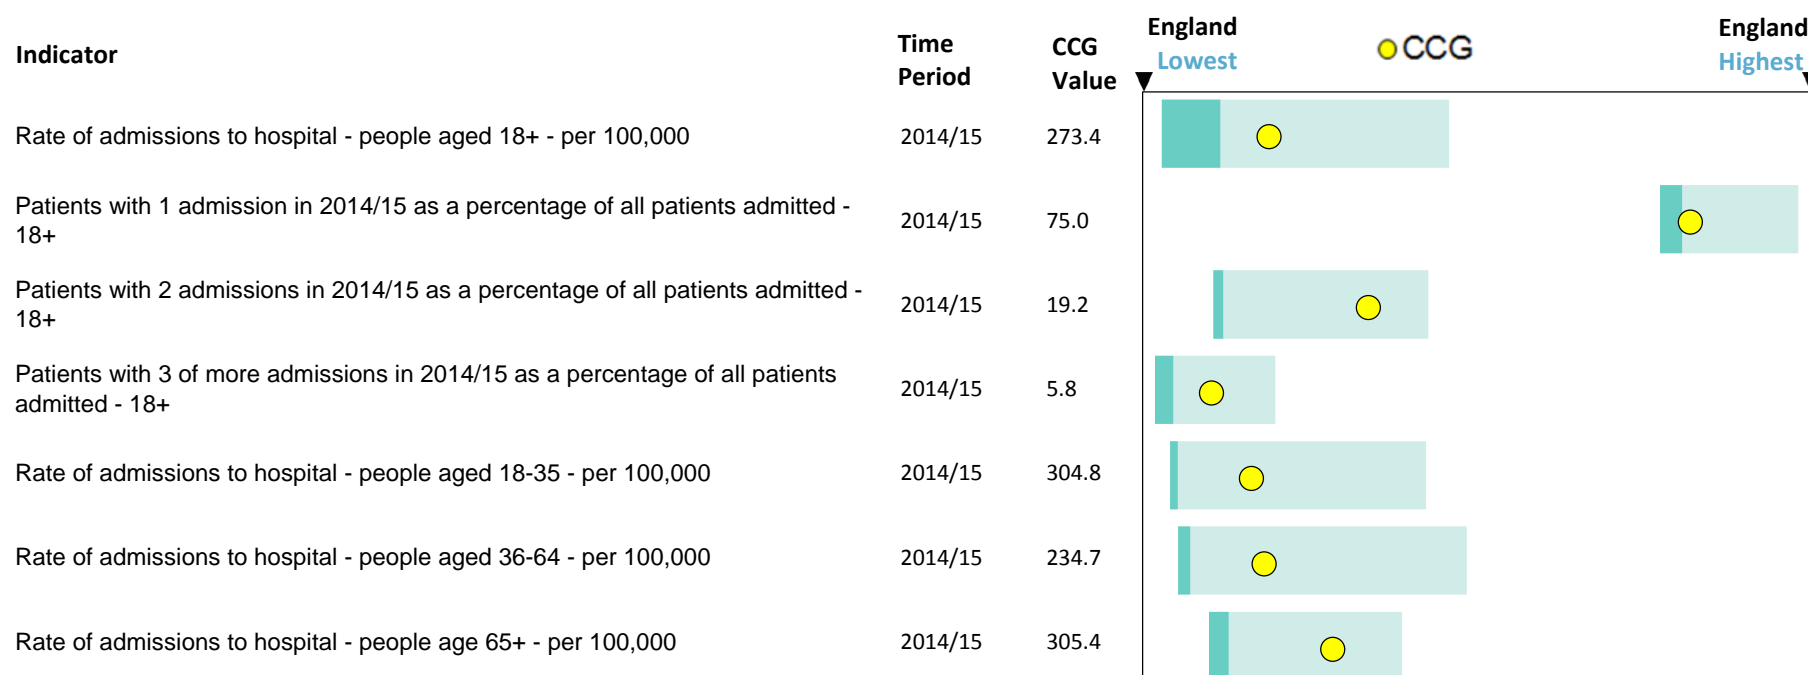 Indicator
Time Period
CCG Value
England Lowest
CCG
England Highest
Rate of admissions to hospital - people aged 18+ - per 100,000 2014/15 273.4
Patients with 1 admission in 2014/15 as a percentage of all patients admitted -
18+ 2014/15 75.0
Patients with 2 admissions in 2014/15 as a percentage of all patients admitted -
18+ 2014/15 19.2
Patients with 3 of more admissions in 2014/15 as a percentage of all patients
admitted - 18+ 2014/15 5.8
Rate of admissions to hospital - people aged 18-35 - per 100,000 2014/15 304.8
Rate of admissions to hospital - people aged 36-64 - per 100,000 2014/15 234.7
Rate of admissions to hospital - people age 65+ - per 100,000 2014/15 305.4